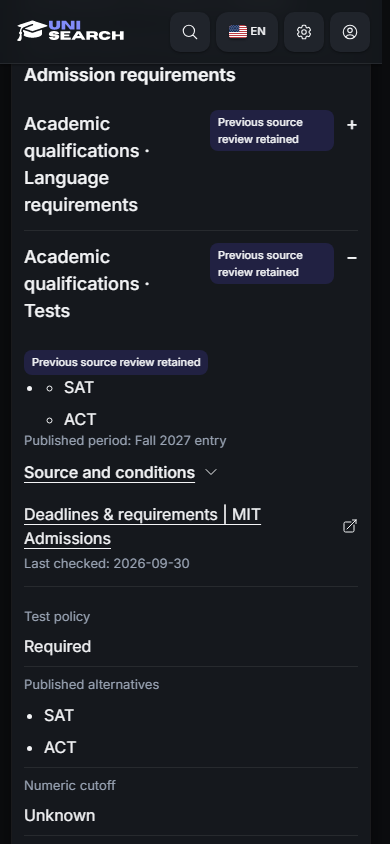 UNI
SEARCH
EN
Admission requirements
Academic
qualifications ·
Language
requirements
Previous source
review retained
+
Academic
qualifications ·
Tests
Previous source
review retained
−
Previous source review retained
• ◦ SAT
◦ ACT
Published period: Fall 2027 entry
Source and conditions
Deadlines & requirements | MIT
Admissions
Last checked: 2026-09-30
Test policy
Required
Published alternatives
• SAT
• ACT
Numeric cutoff
Unknown